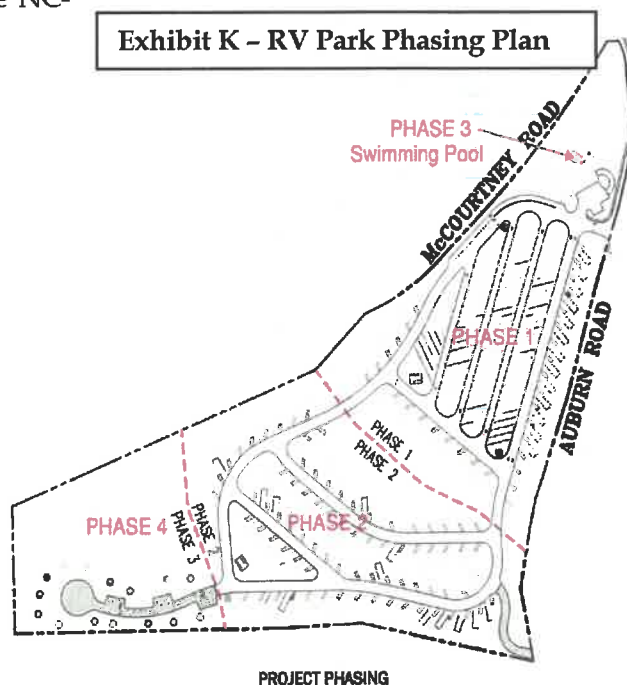 e NC-
Exhibit K – RV Park Phasing Plan
PHASE 3
Swimming Pool
McCOURTNEY ROAD
PHASE 1
AUBURN ROAD
PHASE 1
PHASE 2
PHASE 2
PHASE 4
PHASE 2
PHASE 3
PROJECT PHASING